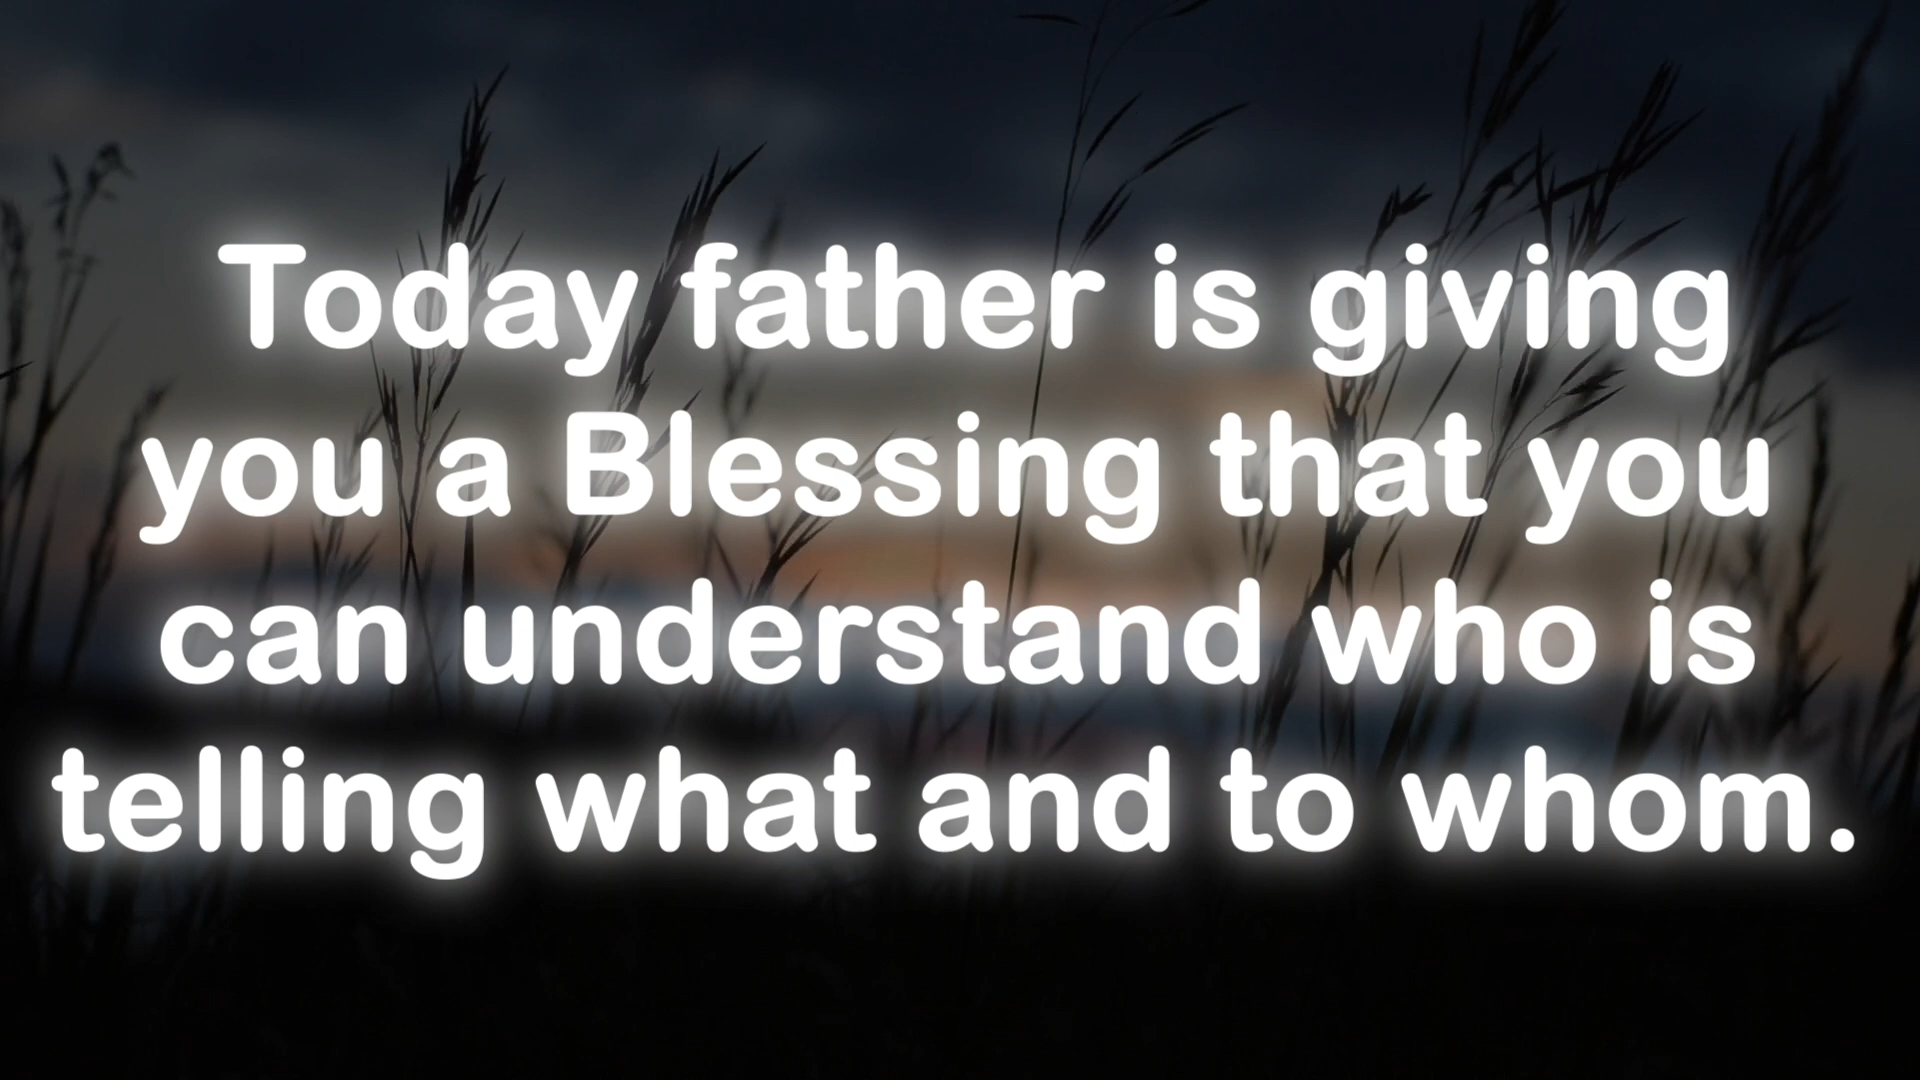 Today father is giving
you a Blessing that you
can understand who is
telling what and to whom.